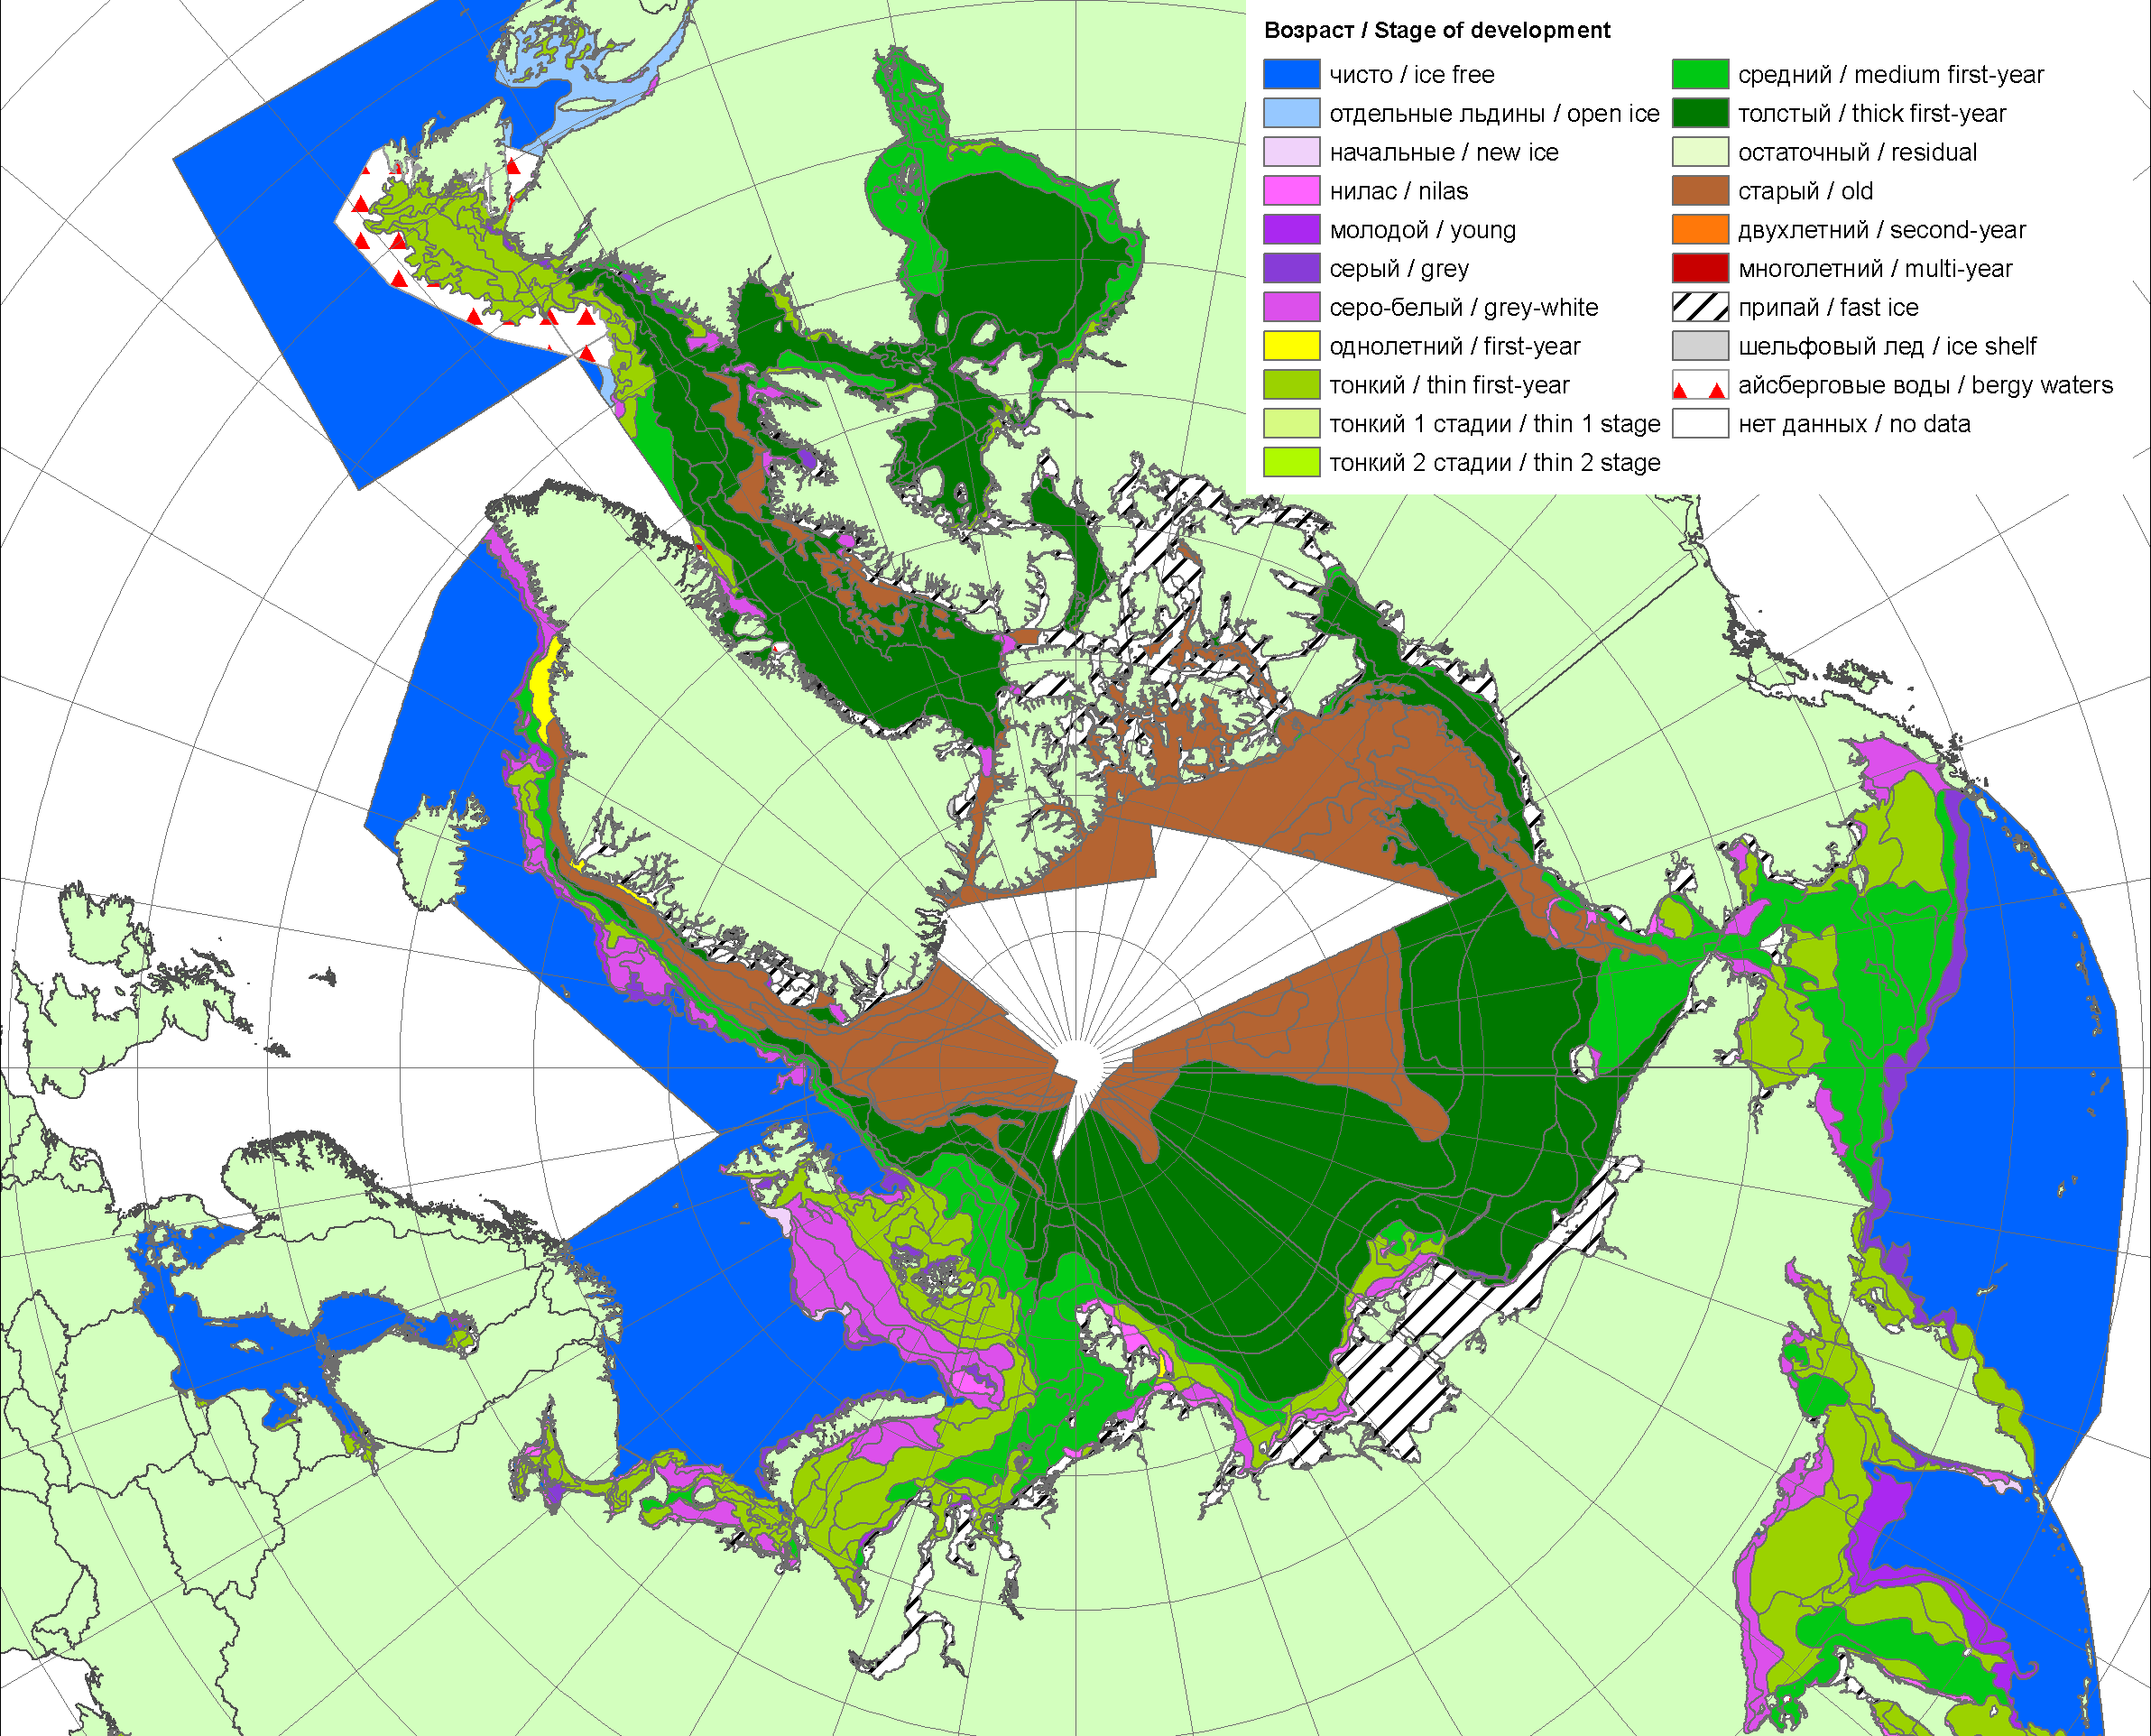 Возраст / Stage of development
чисто / ice free
отдельные льдины / open ice
начальные / new ice
нилас / nilas
молодой / young
серый / grey
серо-белый / grey-white
однолетний / first-year
тонкий / thin first-year
тонкий 1 стадии / thin 1 stage
тонкий 2 стадии / thin 2 stage
средний / medium first-year
толстый / thick first-year
остаточный / residual
старый / old
двухлетний / second-year
многолетний / multi-year
припай / fast ice
шельфовый лед / ice shelf
айсберговые воды / bergy waters
нет данных / no data